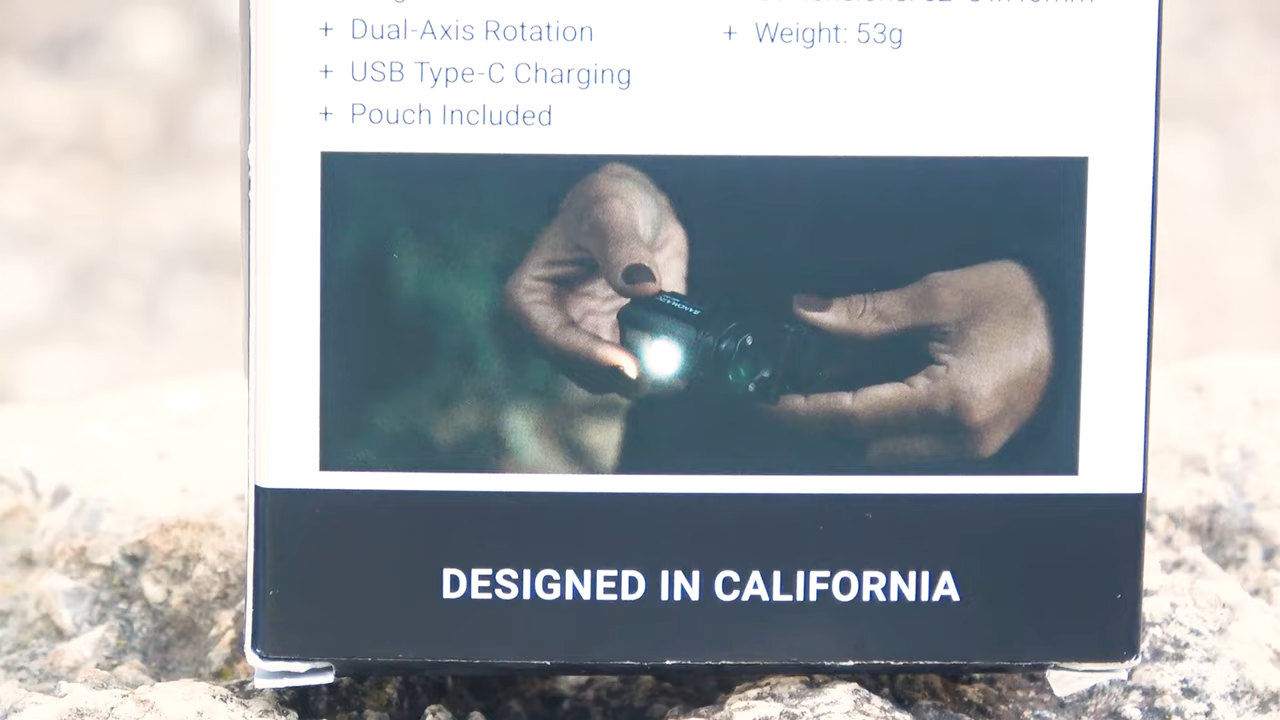 + Dual-Axis Rotation
+ USB Type-C Charging
+ Pouch Included
+ Weight: 53g
DESIGNED IN CALIFORNIA